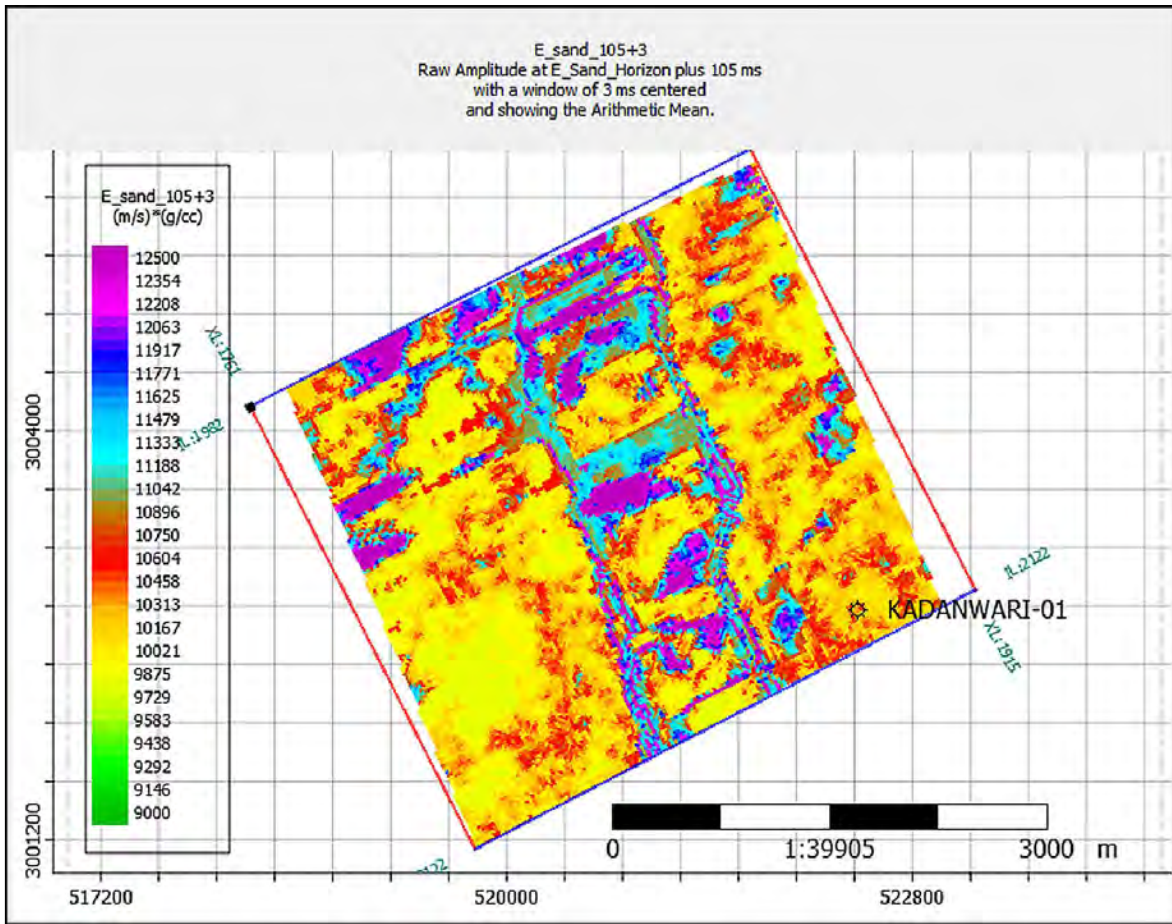 E_sand_105+3
Raw Amplitude at E_Sand_Horizon plus 105 ms
with a window of 3 ms centered
and showing the Arithmetic Mean.
E_sand_105+3
(m/s)*(g/cc)
12500
12354
12208
12063
11917
11771
11625
11479
11333
11188
11042
10896
10750
10604
10458
10313
10167
10021
9875
9729
9583
9438
9292
9146
9000
XL:1761
IL:1982
3004000
3001200
IL:2122
KADANWARI-01
XL:1915
0 1:39905 3000 m
517200 520000 522800